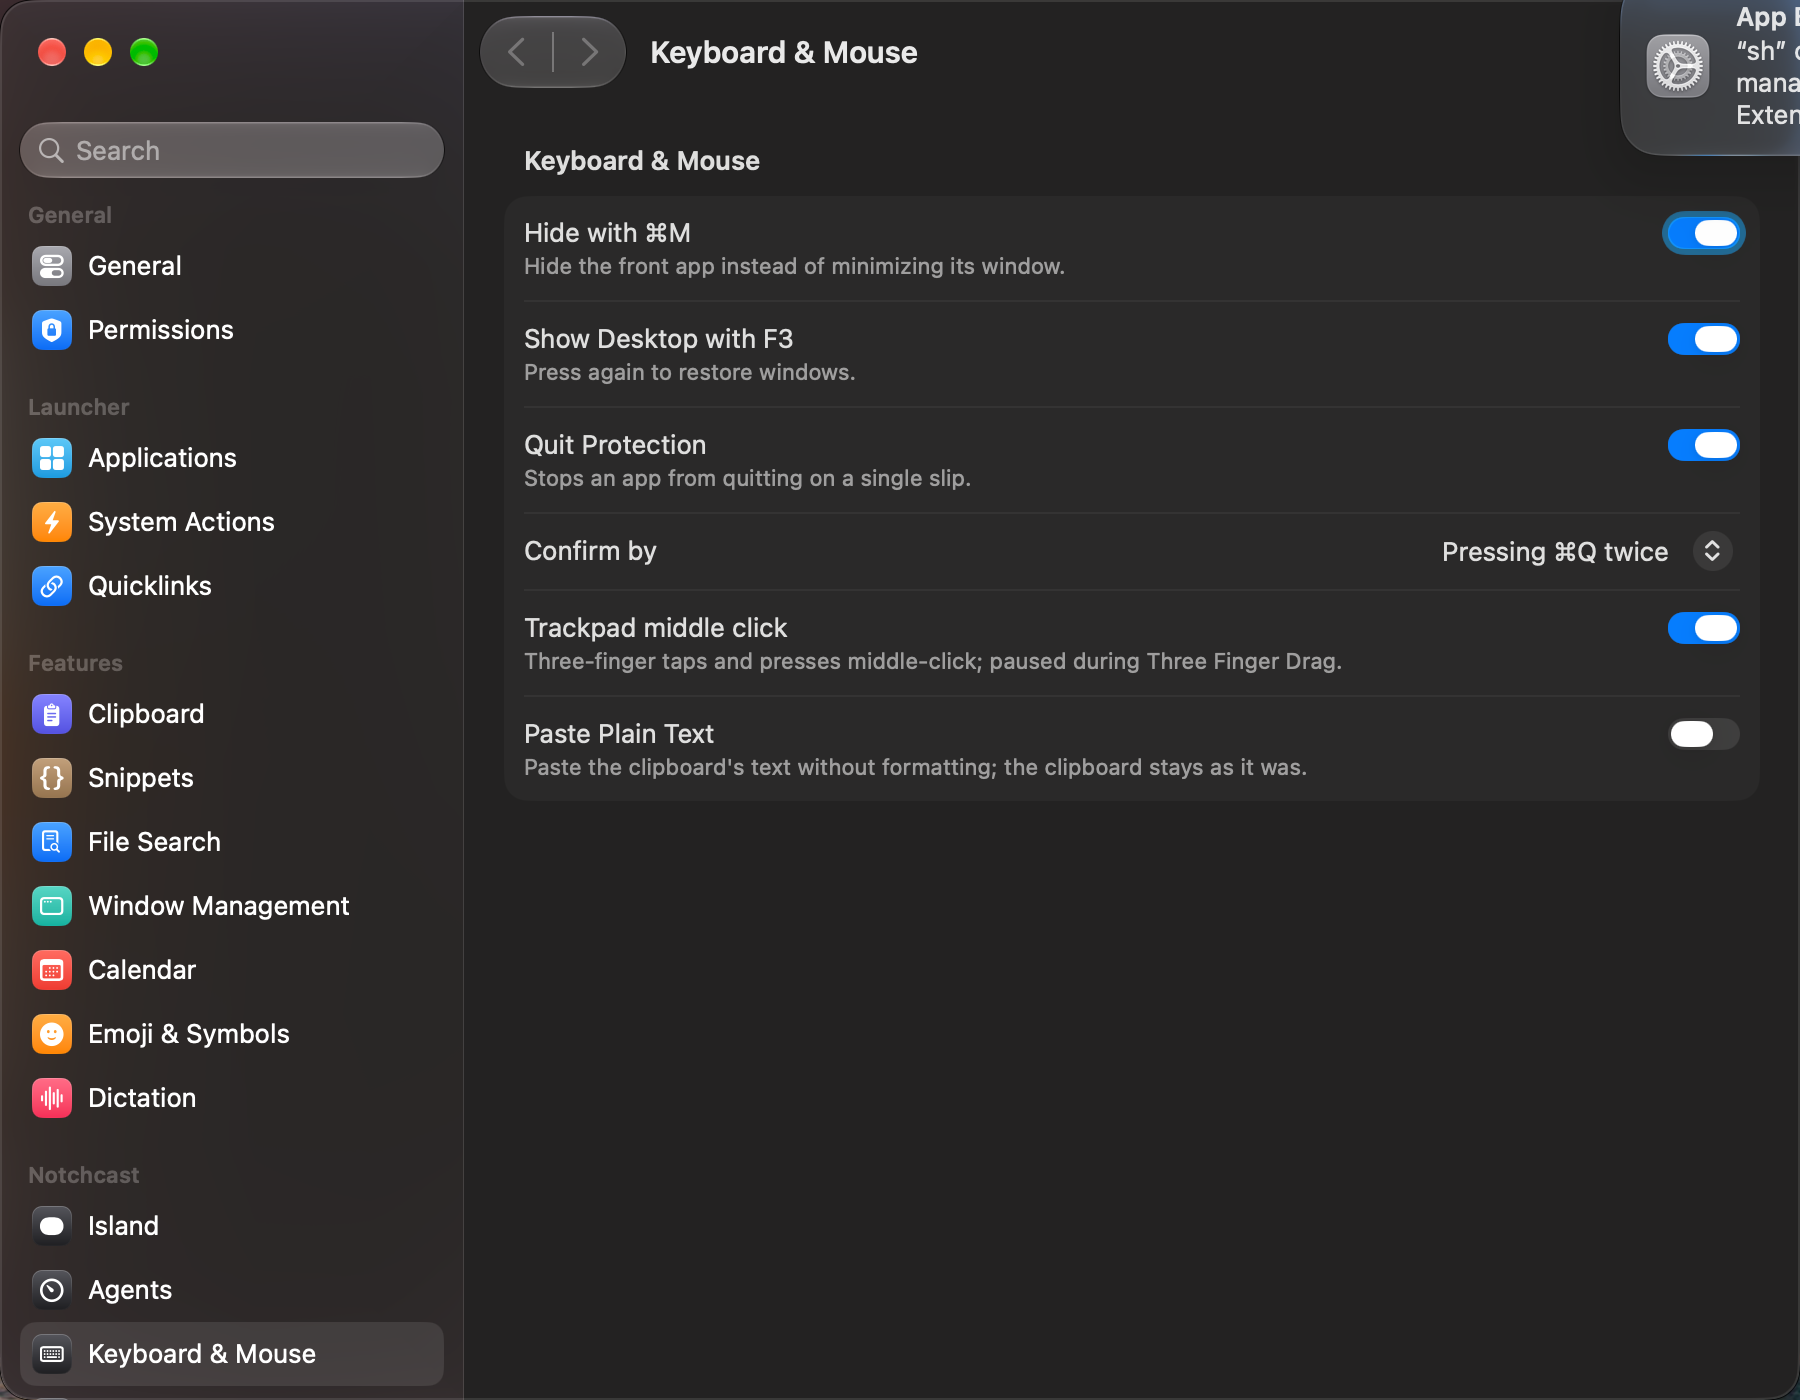 Keyboard & Mouse
App
“sh”
Search
General
General
Permissions
Launcher
Applications
System Actions
Quicklinks
Features
Clipboard
Snippets
File Search
Window Management
Calendar
Emoji & Symbols
Dictation
Notchcast
Island
Agents
Keyboard & Mouse
Keyboard & Mouse
Hide with ⌘M
Hide the front app instead of minimizing its window.
Show Desktop with F3
Press again to restore windows.
Quit Protection
Stops an app from quitting on a single slip.
Confirm by
Pressing ⌘Q twice
Trackpad middle click
Three-finger taps and presses middle-click; paused during Three Finger Drag.
Paste Plain Text
Paste the clipboard's text without formatting; the clipboard stays as it was.